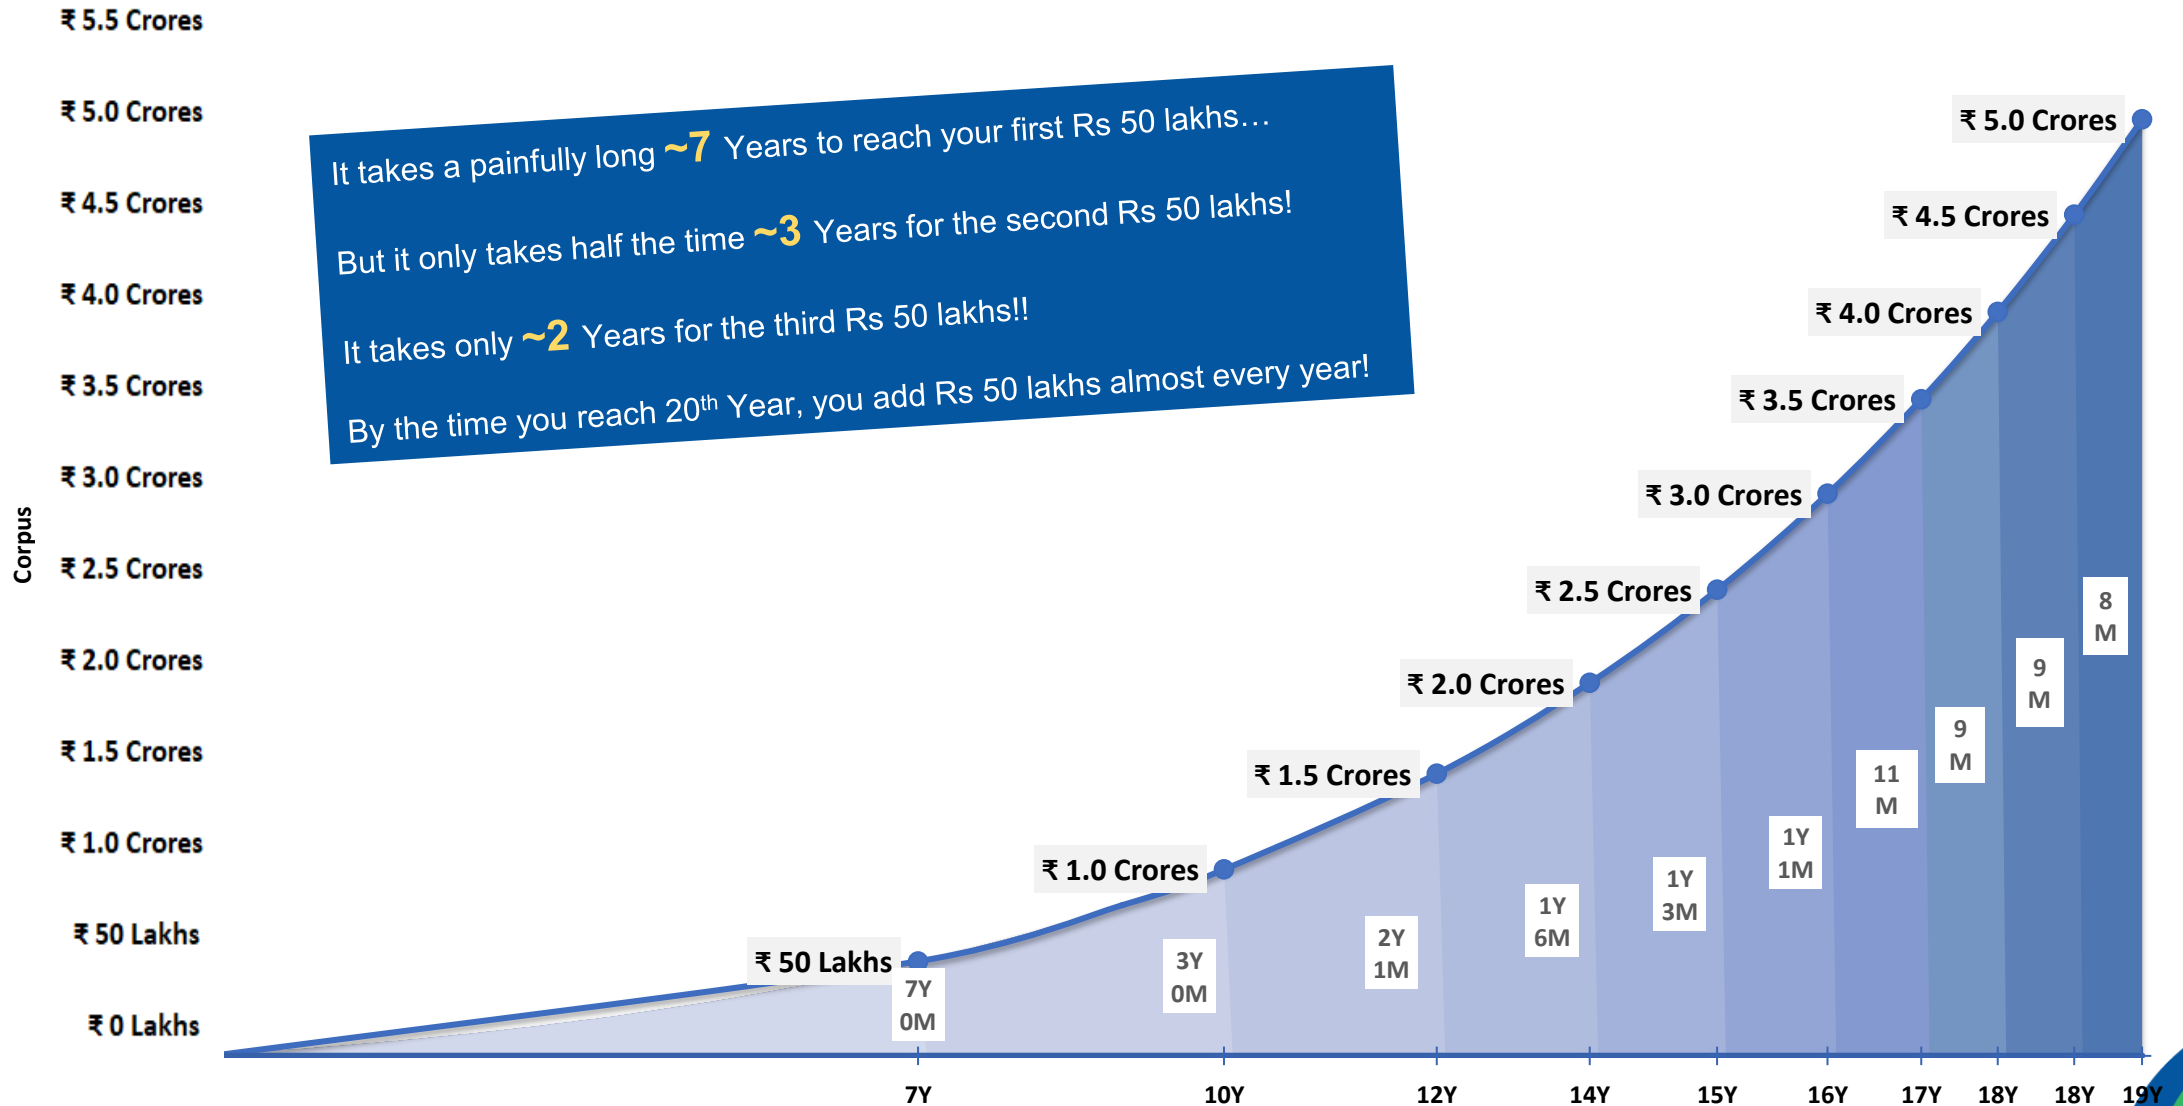 ₹ 5.5 Crores
₹ 5.0 Crores
₹ 4.5 Crores
₹ 4.0 Crores
₹ 3.5 Crores
₹ 3.0 Crores
₹ 2.5 Crores
₹ 2.0 Crores
₹ 1.5 Crores
₹ 1.0 Crores
₹ 50 Lakhs
₹ 0 Lakhs
Corpus
It takes a painfully long ~7 Years to reach your first Rs 50 lakhs…
But it only takes half the time ~3 Years for the second Rs 50 lakhs!
It takes only ~2 Years for the third Rs 50 lakhs!!
By the time you reach 20th Year, you add Rs 50 lakhs almost every year!
₹ 50 Lakhs
₹ 1.0 Crores
₹ 1.5 Crores
₹ 2.0 Crores
₹ 2.5 Crores
₹ 3.0 Crores
₹ 3.5 Crores
₹ 4.0 Crores
₹ 4.5 Crores
₹ 5.0 Crores
7Y
0M
3Y
0M
2Y
1M
1Y
6M
1Y
3M
1Y
1M
11
M
9
M
9
M
8
M
7Y
10Y
12Y
14Y
15Y
16Y
17Y
18Y
18Y
19Y